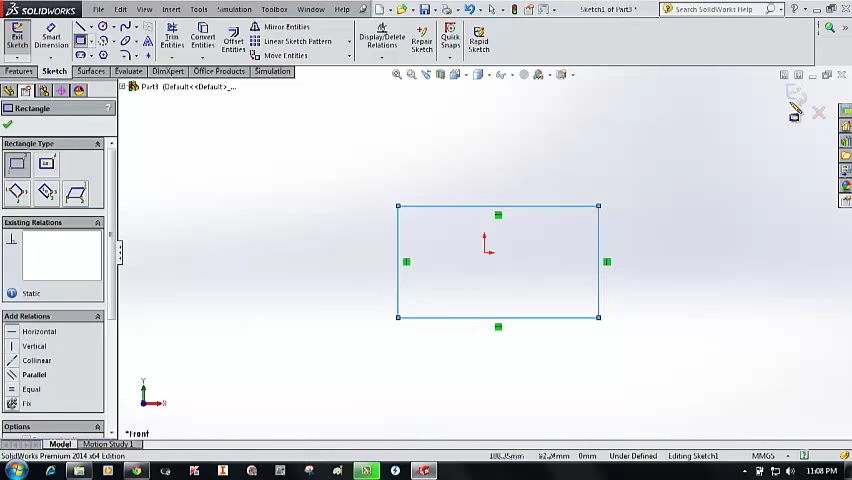 SOLIDWORKS File Edit View Insert Tools Simulation Toolbox Window Help Sketch1 of Part3 * Search SolidWorks Help
Exit Sketch Smart Dimension Trim Entities Convert Entities Offset Entities Mirror Entities Linear Sketch Pattern Move Entities Display/Delete Relations Repair Sketch Quick Snaps Rapid Sketch
Features Sketch Surfaces Evaluate DimXpert Office Products Simulation
Part3 (Default<<Default>_...
Rectangle ?
Rectangle Type
Existing Relations
Static
Add Relations
Horizontal
Vertical
Collinear
Parallel
Equal
Fix
Options
Y
X
*Front
Model Motion Study 1
SolidWorks Premium 2014 x64 Edition 92.24mm 0mm Under Defined Editing Sketch1 MMGS
11:08 PM